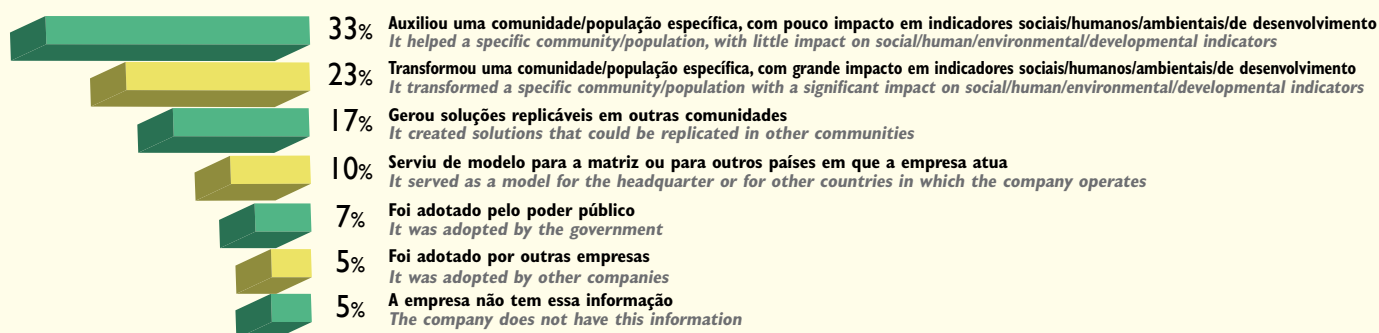 33% Auxiliou uma comunidade/população específica, com pouco impacto em indicadores sociais/humanos/ambientais/de desenvolvimento
It helped a specific community/population, with little impact on social/human/environmental/developmental indicators
23% Transformou uma comunidade/população específica, com grande impacto em indicadores sociais/humanos/ambientais/de desenvolvimento
It transformed a specific community/population with a significant impact on social/human/environmental/developmental indicators
17% Gerou soluções replicáveis em outras comunidades
It created solutions that could be replicated in other communities
10% Serviu de modelo para a matriz ou para outros países em que a empresa atua
It served as a model for the headquarter or for other countries in which the company operates
7% Foi adotado pelo poder público
It was adopted by the government
5% Foi adotado por outras empresas
It was adopted by other companies
5% A empresa não tem essa informação
The company does not have this information